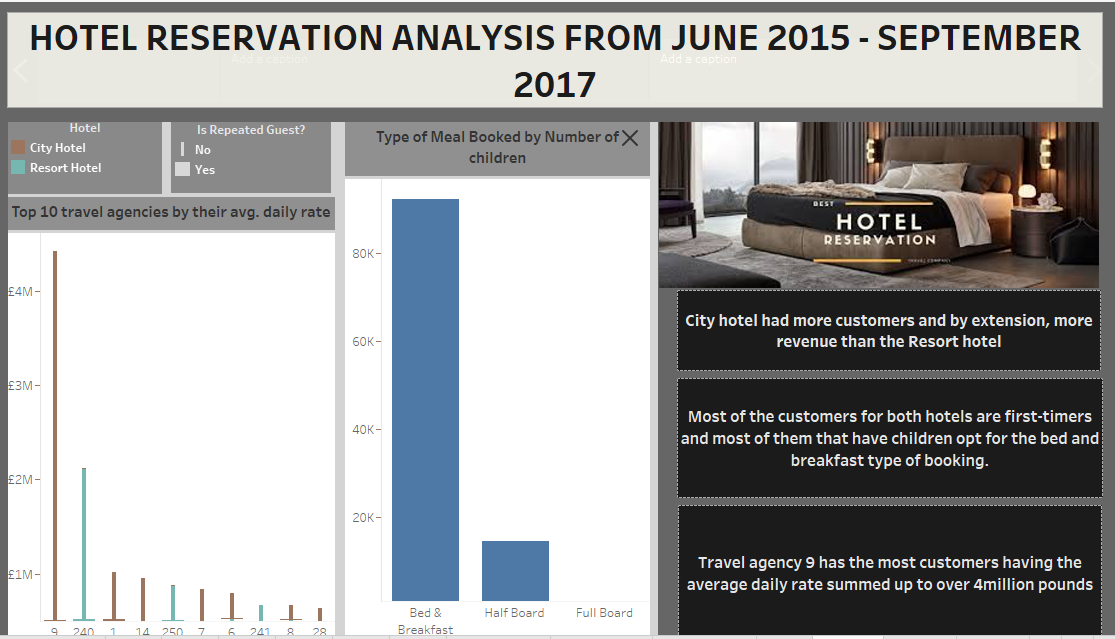 HOTEL RESERVATION ANALYSIS FROM JUNE 2015 - SEPTEMBER
2017
Add a caption
Add a caption
Hotel
City Hotel
Resort Hotel
Is Repeated Guest?
No
Yes
Top 10 travel agencies by their avg. daily rate
£4M
£3M
£2M
£1M
9 240 1 14 250 7 6 241 8 28
Type of Meal Booked by Number of
children
80K
60K
40K
20K
Bed &
Breakfast
Half Board
Full Board
BEST
HOTEL
RESERVATION
City hotel had more customers and by extension, more
revenue than the Resort hotel
Most of the customers for both hotels are first-timers
and most of them that have children opt for the bed and
breakfast type of booking.
Travel agency 9 has the most customers having the
average daily rate summed up to over 4million pounds